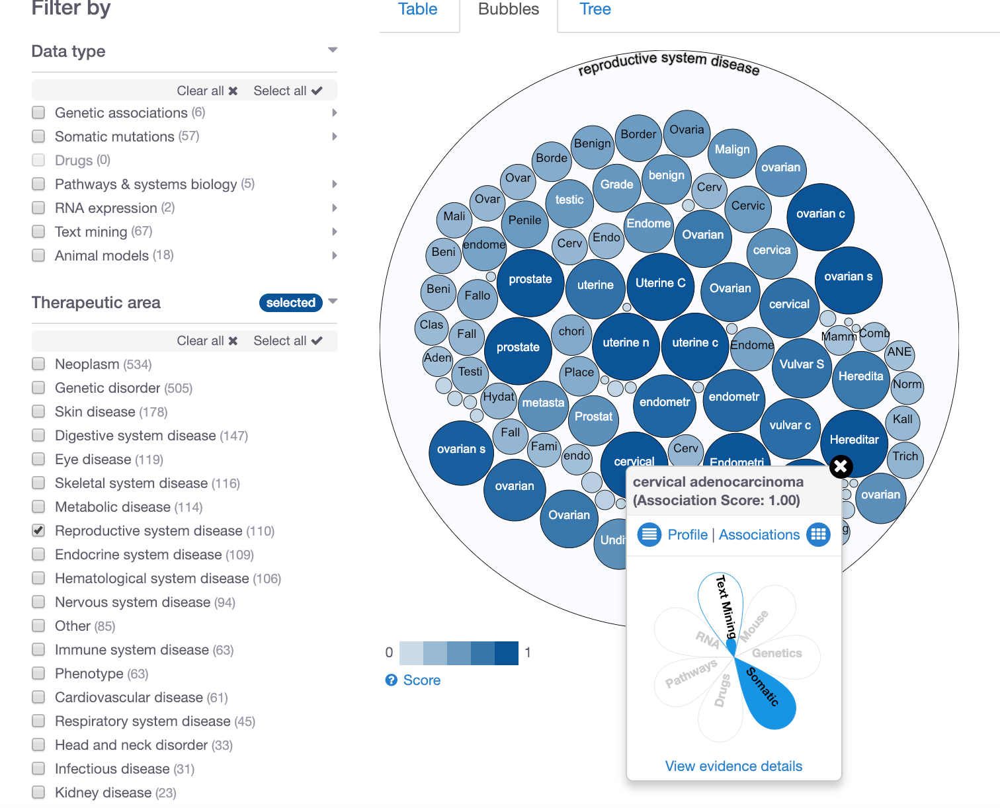 Filter by
Data type
Clear all ✖ Select all ✔
Genetic associations (6)
Somatic mutations (57)
Drugs (0)
Pathways & systems biology (5)
RNA expression (2)
Text mining (67)
Animal models (18)
Therapeutic area selected
Clear all ✖ Select all ✔
Neoplasm (534)
Genetic disorder (505)
Skin disease (178)
Digestive system disease (147)
Eye disease (119)
Skeletal system disease (116)
Metabolic disease (114)
Reproductive system disease (110)
Endocrine system disease (109)
Hematological system disease (106)
Nervous system disease (94)
Other (85)
Immune system disease (63)
Phenotype (63)
Cardiovascular disease (61)
Respiratory system disease (45)
Head and neck disorder (33)
Infectious disease (31)
Kidney disease (23)
Table Bubbles Tree
reproductive system disease
Ovaria
Border
Benign
Malign
Borde
ovarian
benign
Ovar
Grade
Cerv
Ovar
testic
Cervic
ovarian c
Mali
Penile
Endome
Ovarian
Endo
Cerv
endome
cervica
Beni
ovarian s
prostate
Uterine C
uterine
Ovarian
Beni
Fallo
cervical
Clas
chori
Fall
Mamm
Comb
uterine n
uterine c
Endome
prostate
ANE
Aden
Vulvar S
Testi
Place
Heredita
Norm
Hydat
metasta
endometr
endometr
Prostat
Kall
vulvar c
Fall
Hereditar
ovarian s
Fami
endo
Cerv
Trich
cervical
Endometri
ovarian
ovarian
Ovarian
Undi
g
cervical adenocarcinoma
(Association Score: 1.00)
Profile | Associations
Text Mining
Mouse
RNA
Genetics
Pathways
Somatic
Drugs
View evidence details
0 1
? Score